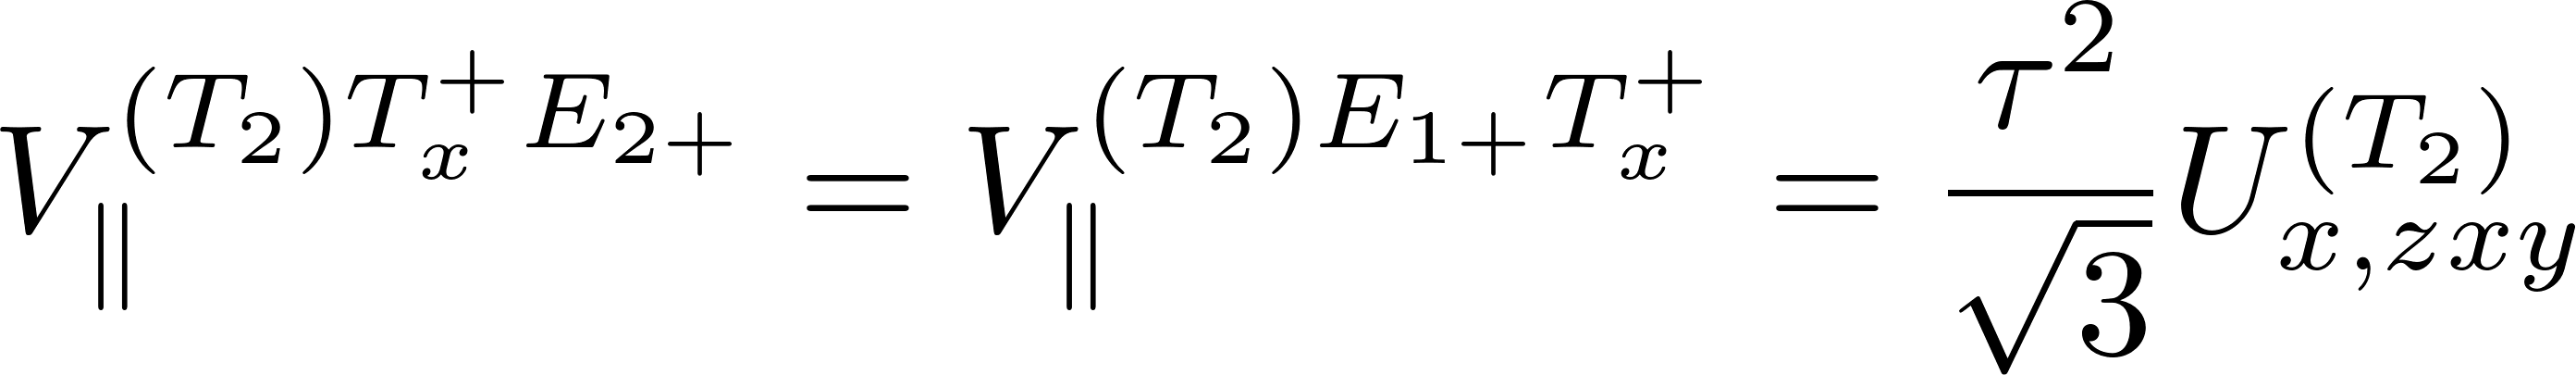 V_{\parallel}^{(T_2)T_x^+E_{2+}} = V_{\parallel}^{(T_2)E_{1+}T_x^+} = \frac{\tau^2}{\sqrt{3}}U_{x,zxy}^{(T_2)}